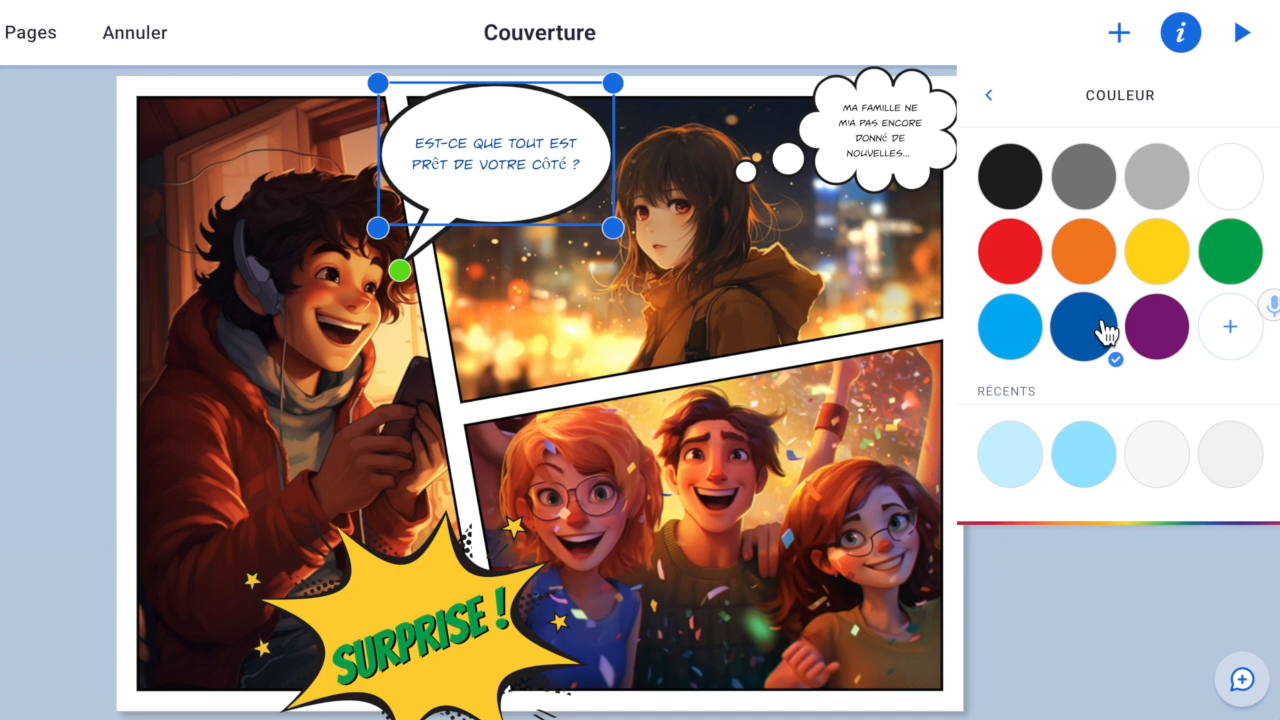 Pages
Annuler
Couverture
i
COULEUR
EST-CE QUE TOUT EST
PRêT DE VOTRE CôTé ?
MA FAMILLE NE
M'A PAS ENCORE
DONNé DE
NOUVELLES...
SURPRISE !
RÉCENTS